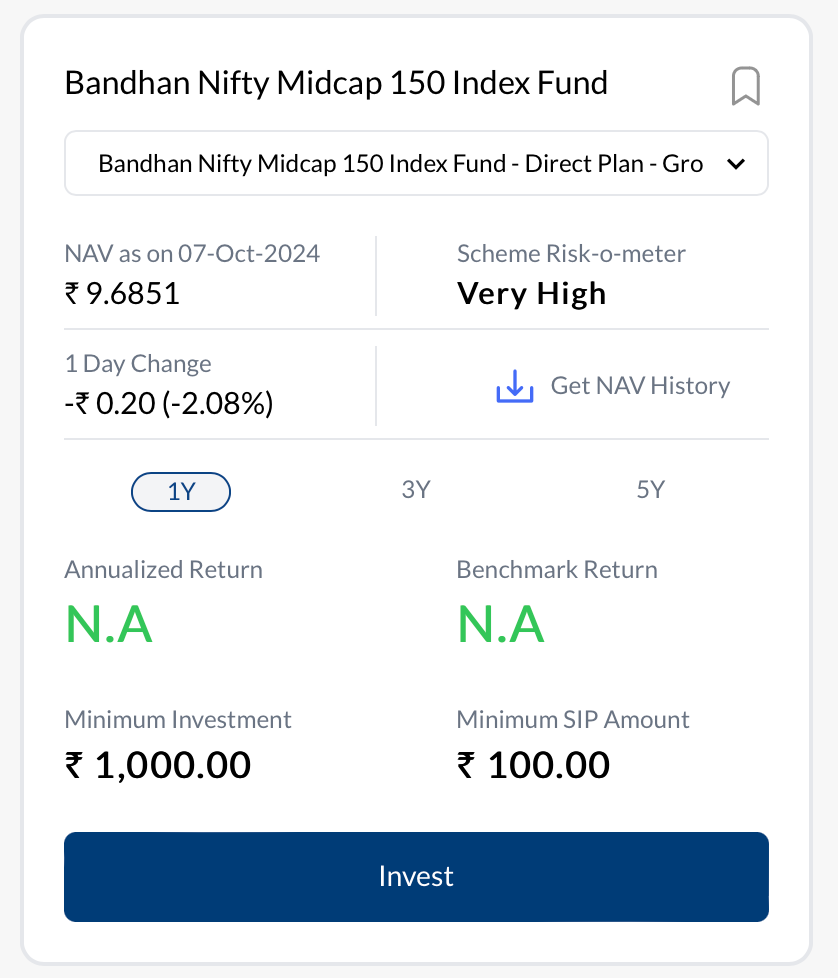 Bandhan Nifty Midcap 150 Index Fund
Bandhan Nifty Midcap 150 Index Fund - Direct Plan - Gro
NAV as on 07-Oct-2024
₹ 9.6851
Scheme Risk-o-meter
Very High
1 Day Change
-₹ 0.20 (-2.08%)
Get NAV History
1Y
3Y
5Y
Annualized Return
N.A
Benchmark Return
N.A
Minimum Investment
₹ 1,000.00
Minimum SIP Amount
₹ 100.00
Invest